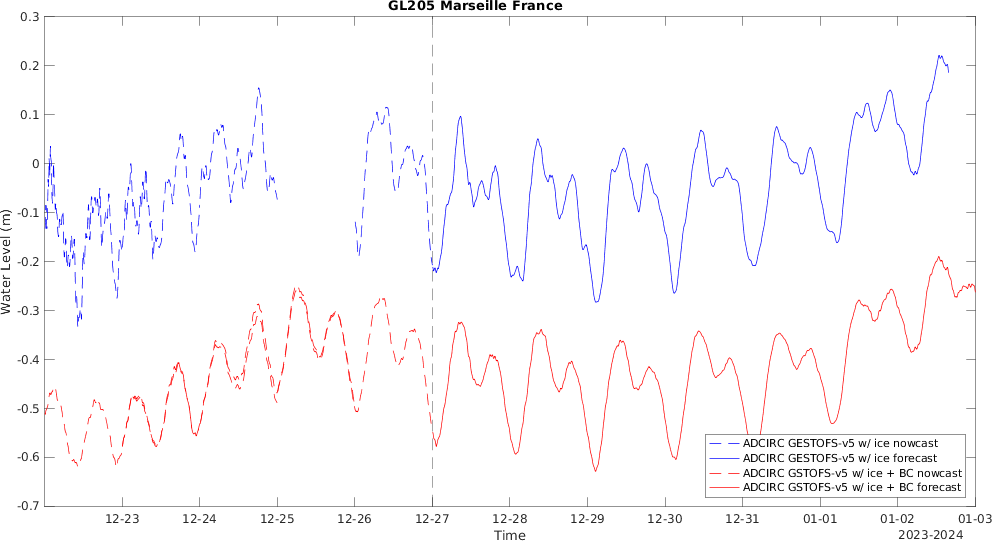 GL205 Marseille France
0.3
0.2
0.1
0
-0.1
-0.2
-0.3
-0.4
-0.5
-0.6
-0.7
Water Level (m)
ADCIRC GESTOFS-v5 w/ ice nowcast
ADCIRC GESTOFS-v5 w/ ice forecast
ADCIRC GSTOFS-v5 w/ ice + BC nowcast
ADCIRC GSTOFS-v5 w/ ice + BC forecast
12-23 12-24 12-25 12-26 12-27 12-28 12-29 12-30 12-31 01-01 01-02 01-03
Time
2023-2024